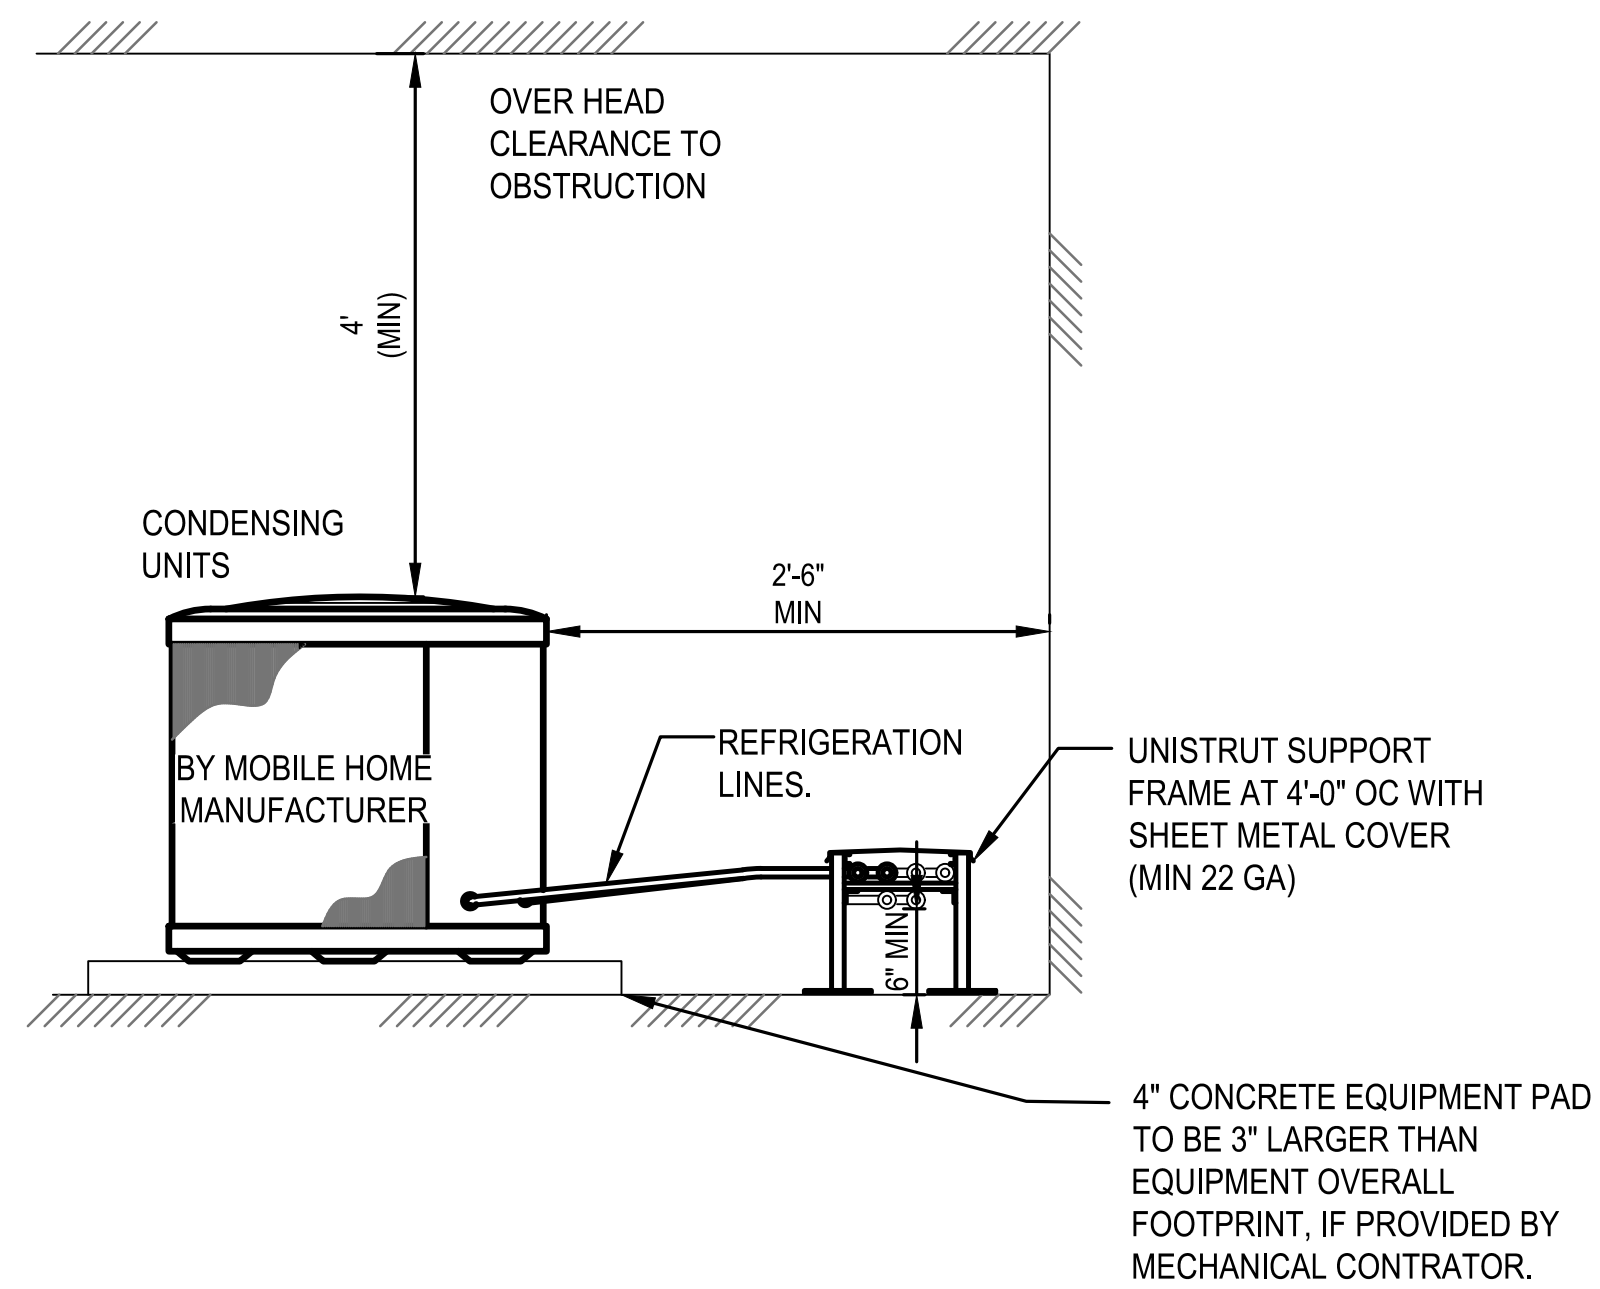 OVER HEAD
CLEARANCE TO
OBSTRUCTION
4'
(MIN)
CONDENSING
UNITS
2'-6"
MIN
BY MOBILE HOME
MANUFACTURER
REFRIGERATION
LINES.
UNISTRUT SUPPORT
FRAME AT 4'-0" OC WITH
SHEET METAL COVER
(MIN 22 GA)
6" MIN
4" CONCRETE EQUIPMENT PAD
TO BE 3" LARGER THAN
EQUIPMENT OVERALL
FOOTPRINT, IF PROVIDED BY
MECHANICAL CONTRATOR.